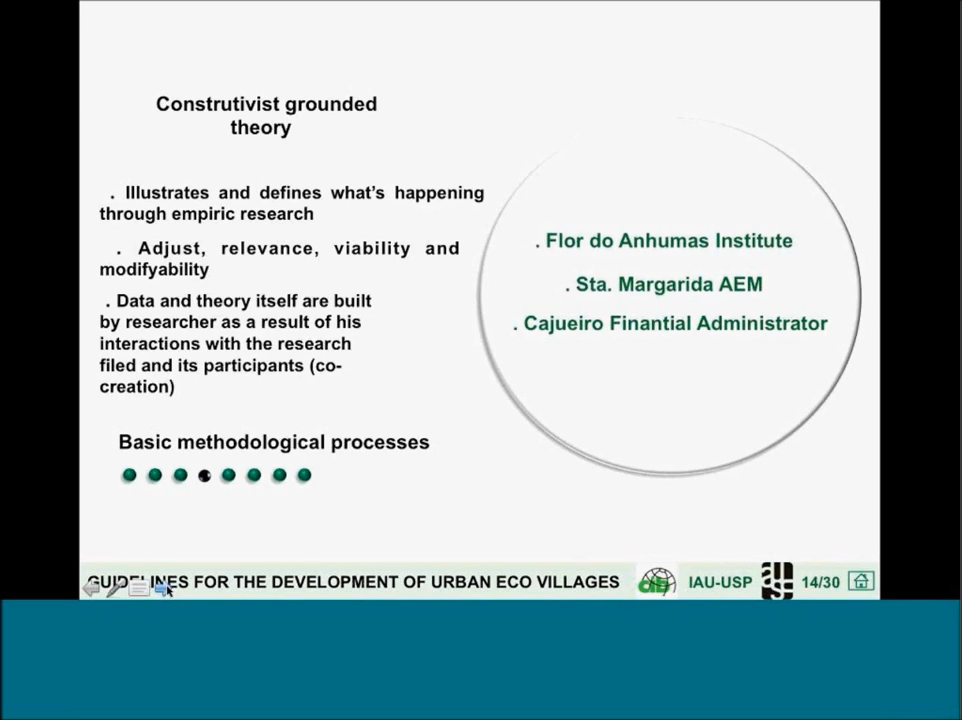 Construtivist grounded
theory
. Illustrates and defines what's happening
through empiric research
. Adjust, relevance, viability and
modifyability
. Data and theory itself are built
by researcher as a result of his
interactions with the research
filed and its participants (co-
creation)
Basic methodological processes
. Flor do Anhumas Institute
. Sta. Margarida AEM
. Cajueiro Finantial Administrator
GUIDELINES FOR THE DEVELOPMENT OF URBAN ECO VILLAGES
IAU-USP
14/30